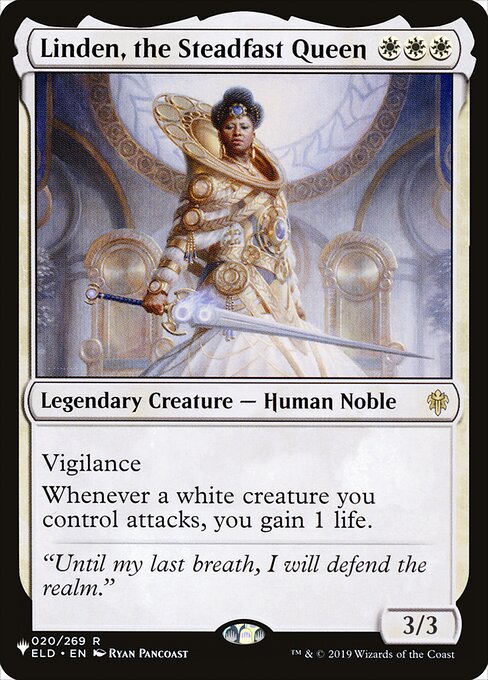 Linden, the Steadfast Queen
Legendary Creature — Human Noble
Vigilance
Whenever a white creature you
control attacks, you gain 1 life.
“Until my last breath, I will defend the
realm.”
3/3
020/269 R
ELD • EN RYAN PANCOAST
™ & © 2019 Wizards of the Coast